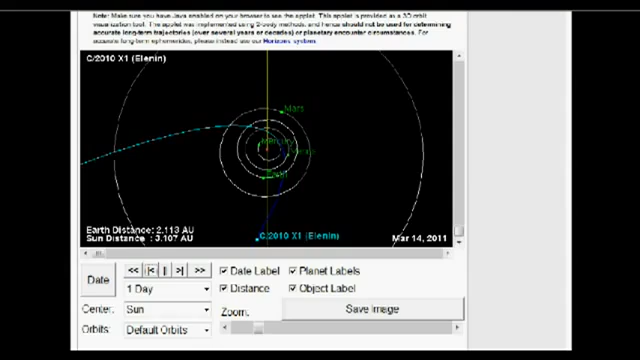 Note: Make sure you have Java enabled on your browser to see the applet. This applet is provided as a 3D orbit
visualization tool. The applet was implemented using 2-body methods, and hence should not be used for determining
accurate long-term trajectories (over several years or decades) or planetary encounter circumstances. For
accurate long-term ephemerides, please instead use our Horizons system.
C/2010 X1 (Elenin)
Mars
Mercury
Earth
Earth Distance: 2.113 AU
Sun Distance : 3.107 AU
C/2010 X1 (Elenin)
Mar 14, 2011
Date
<< |< || >| >>
Date Label
Planet Labels
1 Day
Distance
Object Label
Center:
Sun
Zoom:
Save Image
Orbits:
Default Orbits